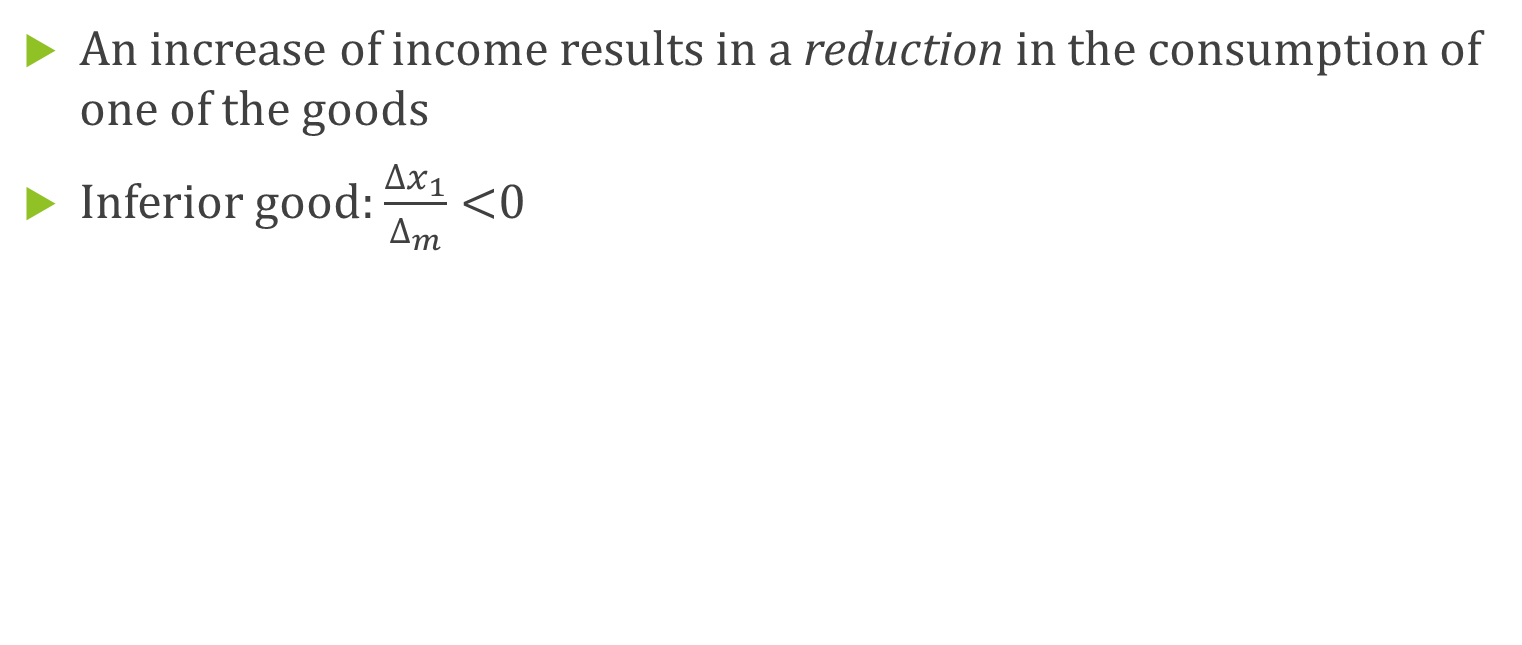 An increase of income results in a reduction in the consumption of
one of the goods
Inferior good: Δx₁/Δₘ <0